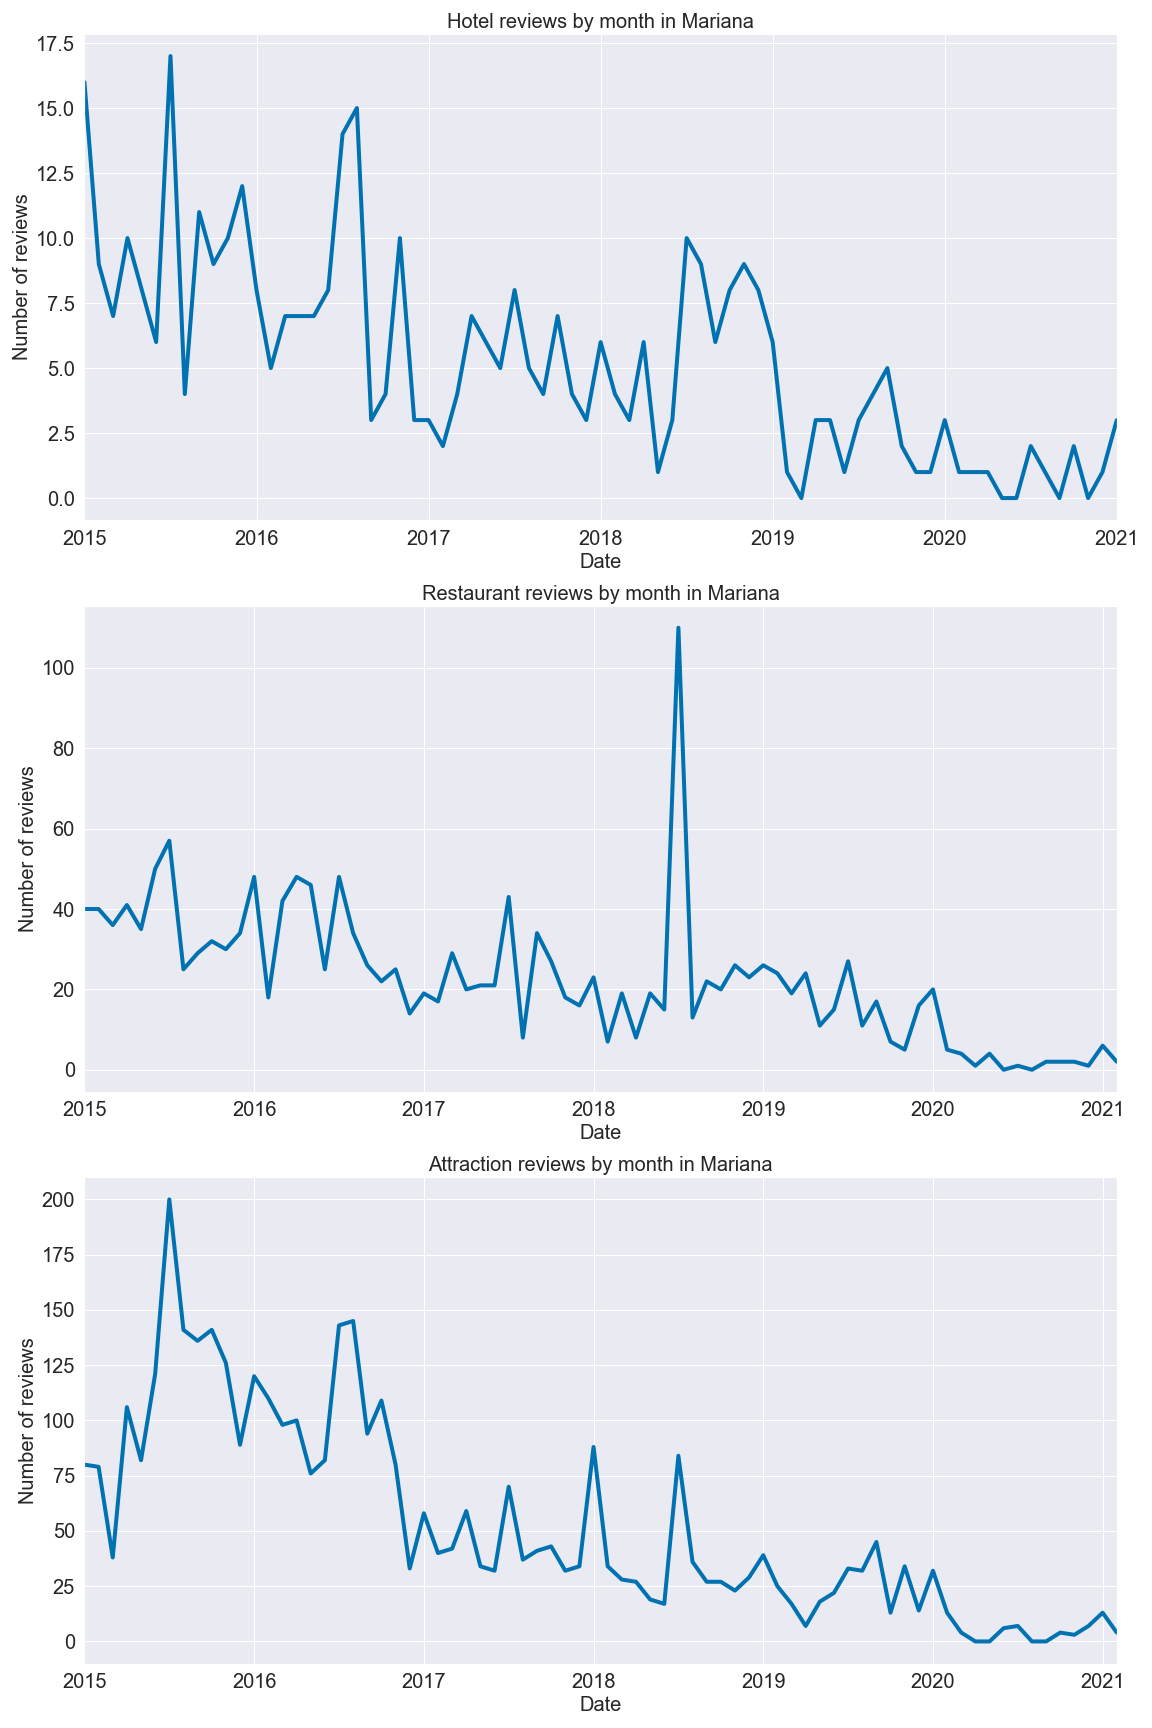 Hotel reviews by month in Mariana
17.5
15.0
12.5
10.0
7.5
5.0
2.5
0.0
Number of reviews
2015 2016 2017 2018 2019 2020 2021
Date
Restaurant reviews by month in Mariana
100
80
60
40
20
0
Number of reviews
2015 2016 2017 2018 2019 2020 2021
Date
Attraction reviews by month in Mariana
200
175
150
125
100
75
50
25
0
Number of reviews
2015 2016 2017 2018 2019 2020 2021
Date